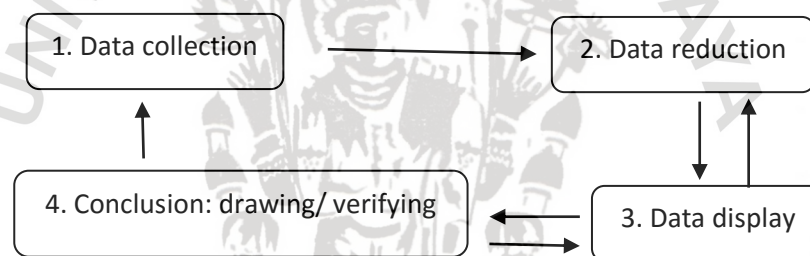 1. Data collection
2. Data reduction
4. Conclusion: drawing/ verifying
3. Data display